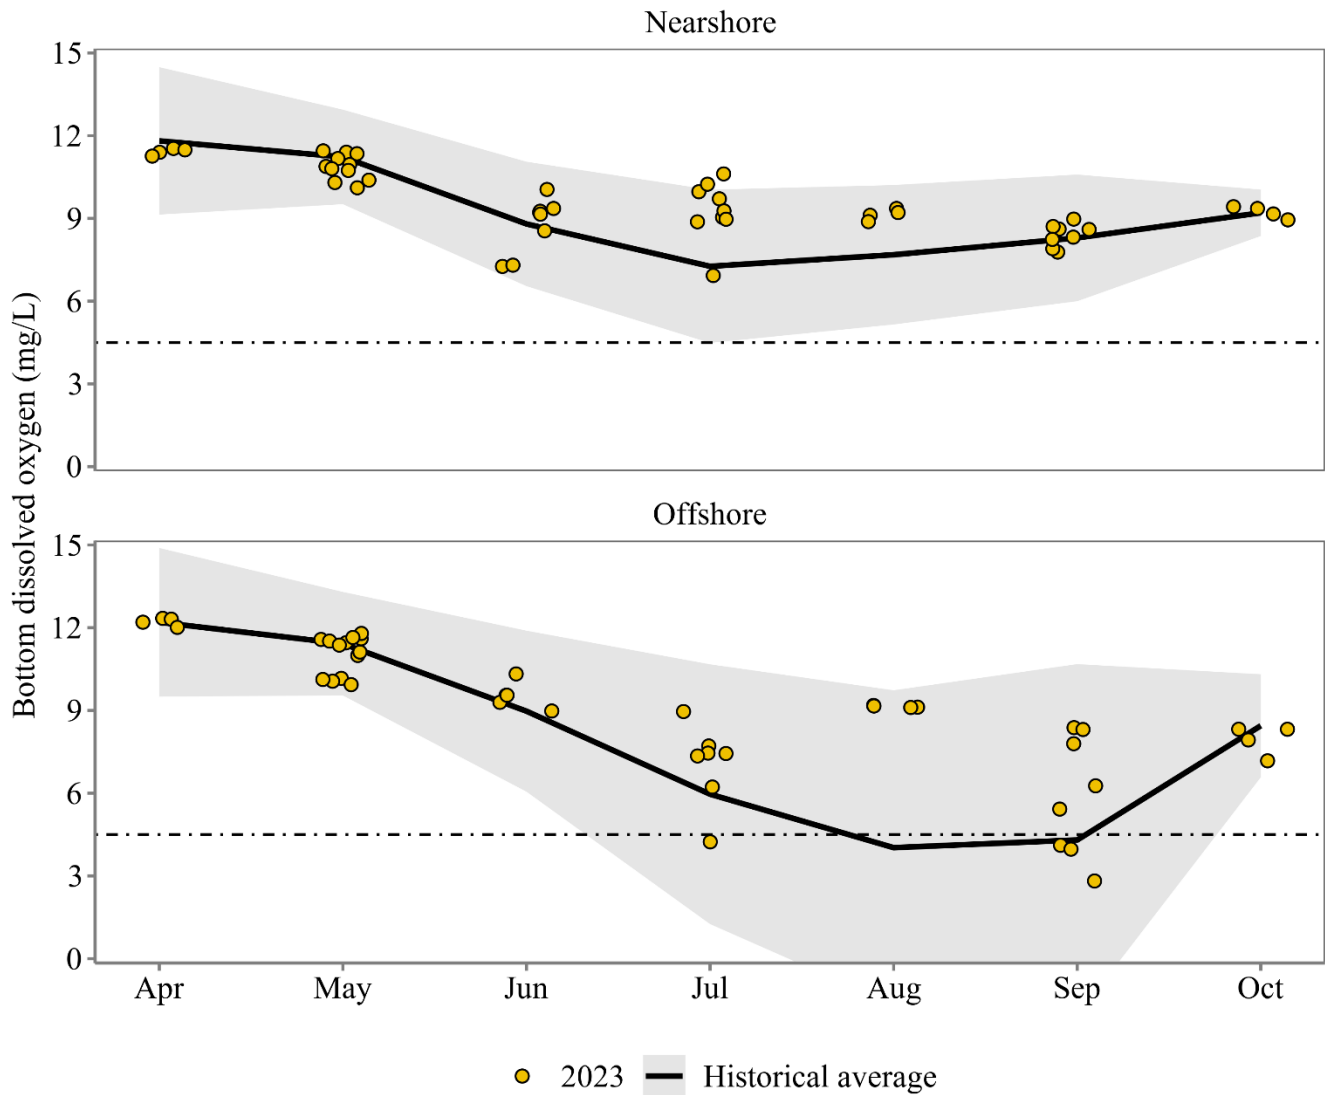 Nearshore
15
12
9
6
3
0
Bottom dissolved oxygen (mg/L)
Offshore
15
12
9
6
3
0
Apr May Jun Jul Aug Sep Oct
2023 Historical average